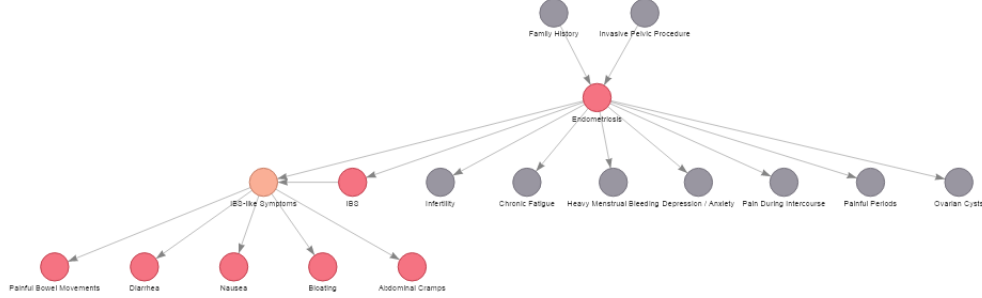 Family History
Invasive Pelvic Procedure
Endometriosis
IBS-like Symptoms
IBS
Infertility
Chronic Fatigue
Heavy Menstrual Bleeding
Depression / Anxiety
Pain During Intercourse
Painful Periods
Ovarian Cysts
Painful Bowel Movements
Diarrhea
Nausea
Bloating
Abdominal Cramps